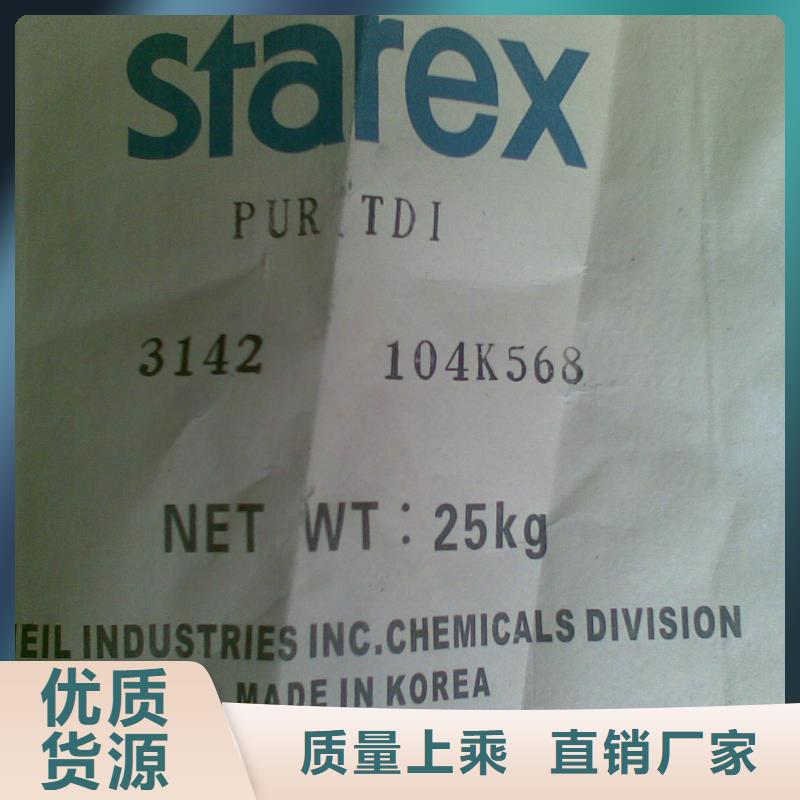 starex
PUR TDI
3142 104K568
NET WT: 25kg
EIL INDUSTRIES INC.CHEMICALS DIVISION
MADE IN KOREA
优质
货源
质量上乘 直销厂家